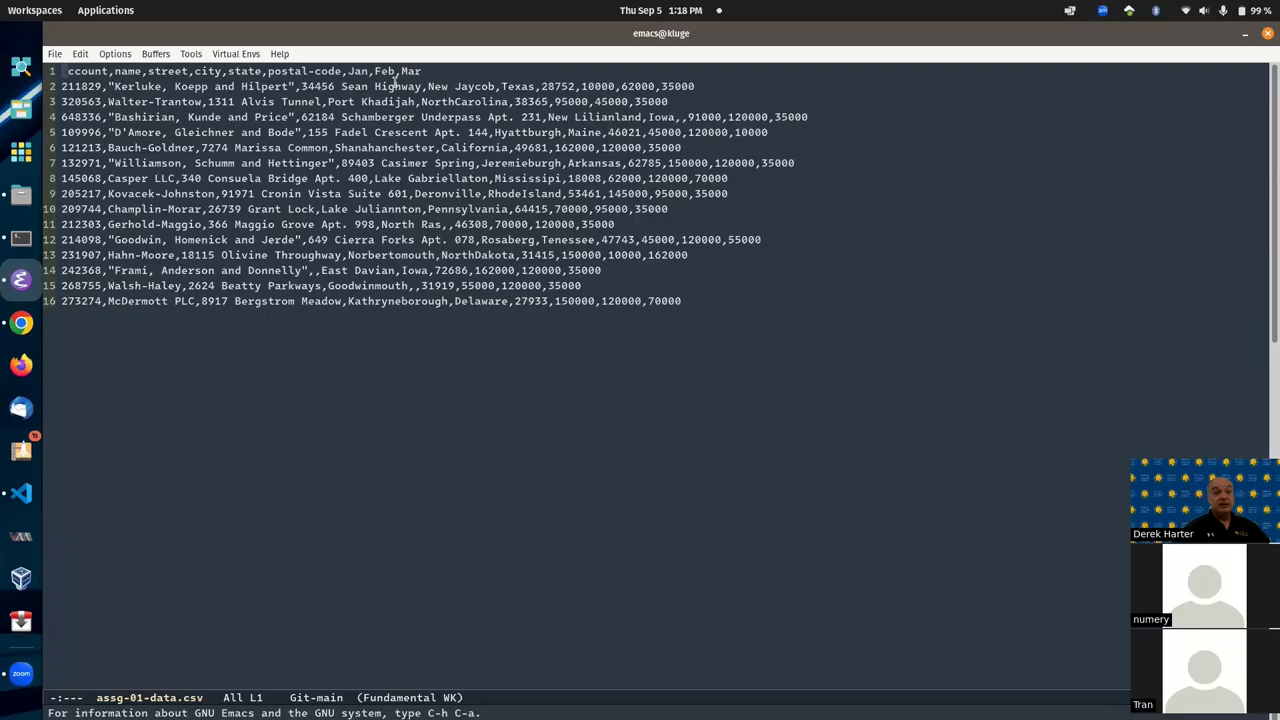 Workspaces Applications Thu Sep 5 1:18 PM 99 %
emacs@kluge
File Edit Options Buffers Tools Virtual Envs Help
1 ccount,name,street,city,state,postal-code,Jan,Feb,Mar
2 211829,"Kerluke, Koepp and Hilpert",34456 Sean Highway,New Jaycob,Texas,28752,10000,62000,35000
3 320563,Walter-Trantow,1311 Alvis Tunnel,Port Khadijah,NorthCarolina,38365,95000,45000,35000
4 648336,"Bashirian, Kunde and Price",62184 Schamberger Underpass Apt. 231,New Lilianland,Iowa,,91000,120000,35000
5 109996,"D'Amore, Gleichner and Bode",155 Fadel Crescent Apt. 144,Hyattburgh,Maine,46021,45000,120000,10000
6 121213,Bauch-Goldner,7274 Marissa Common,Shanahanchester,California,49681,162000,120000,35000
7 132971,"Williamson, Schumm and Hettinger",89403 Casimer Spring,Jeremieburgh,Arkansas,62785,150000,120000,35000
8 145068,Casper LLC,340 Consuela Bridge Apt. 400,Lake Gabriellaton,Mississipi,18008,62000,120000,70000
9 205217,Kovacek-Johnston,91971 Cronin Vista Suite 601,Deronville,RhodeIsland,53461,145000,95000,35000
10 209744,Champlin-Morar,26739 Grant Lock,Lake Juliannton,Pennsylvania,64415,70000,95000,35000
11 212303,Gerhold-Maggio,366 Maggio Grove Apt. 998,North Ras,,46308,70000,120000,35000
12 214098,"Goodwin, Homenick and Jerde",649 Cierra Forks Apt. 078,Rosaberg,Tenessee,47743,45000,120000,55000
13 231907,Hahn-Moore,18115 Olivine Throughway,Norbertomouth,NorthDakota,31415,150000,10000,162000
14 242368,"Frami, Anderson and Donnelly",,East Davian,Iowa,72686,162000,120000,35000
15 268755,Walsh-Haley,2624 Beatty Parkways,Goodwinmouth,,31919,55000,120000,35000
16 273274,McDermott PLC,8917 Bergstrom Meadow,Kathryneborough,Delaware,27933,150000,120000,70000
15
zoom
Derek Harter
numery
Tran
-:--- assg-01-data.csv All L1 Git-main (Fundamental WK)
For information about GNU Emacs and the GNU system, type C-h C-a.